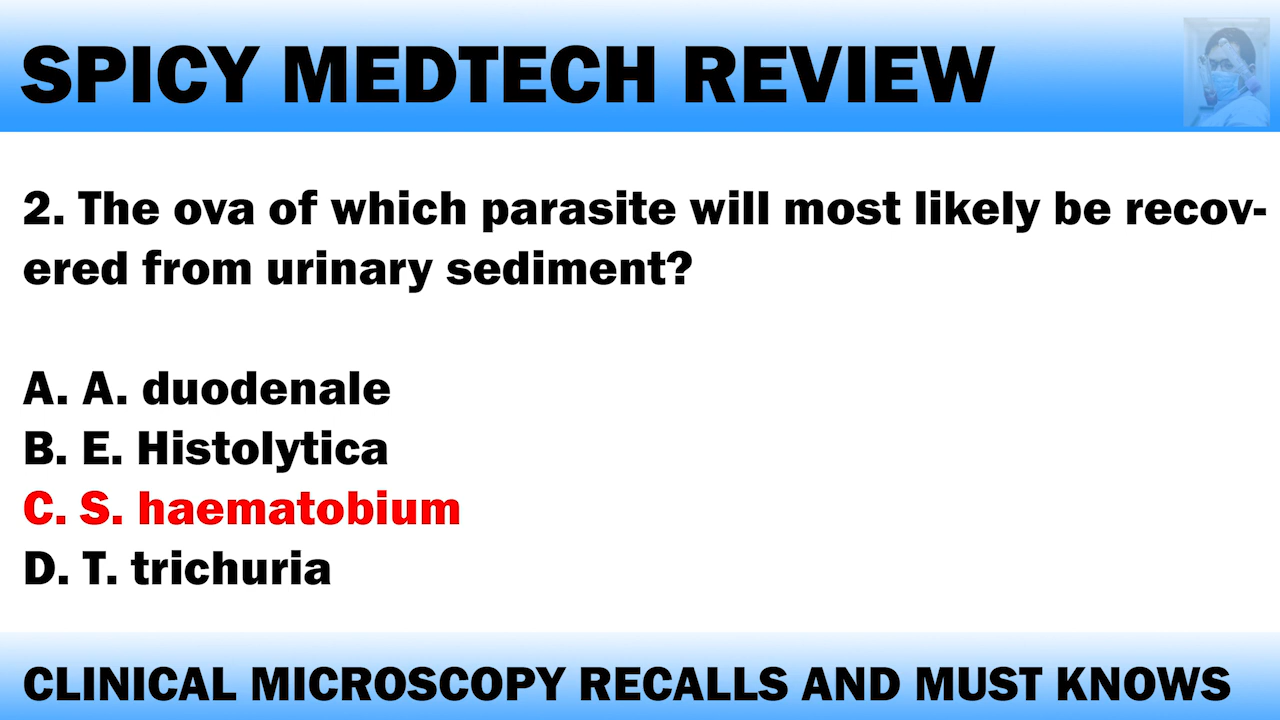 SPICY MEDTECH REVIEW
2. The ova of which parasite will most likely be recov-
ered from urinary sediment?
A. A. duodenale
B. E. Histolytica
C. S. haematobium
D. T. trichuria
CLINICAL MICROSCOPY RECALLS AND MUST KNOWS